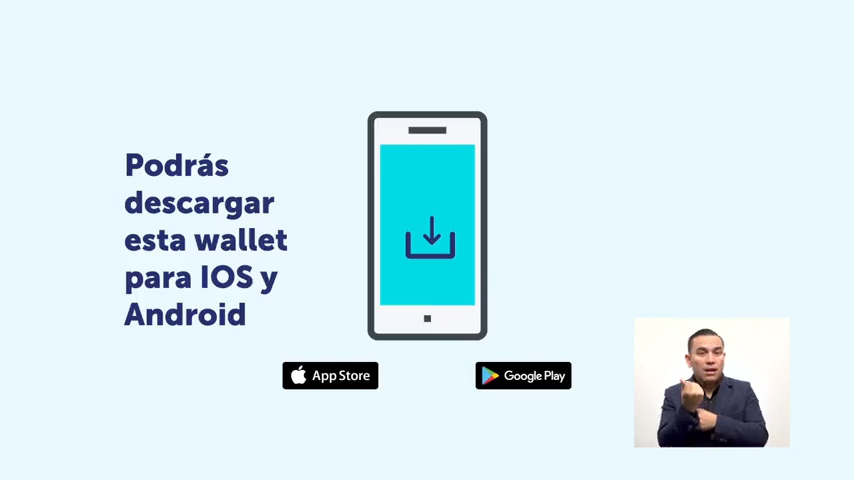 Podrás
descargar
esta wallet
para IOS y
Android
App Store
Google Play